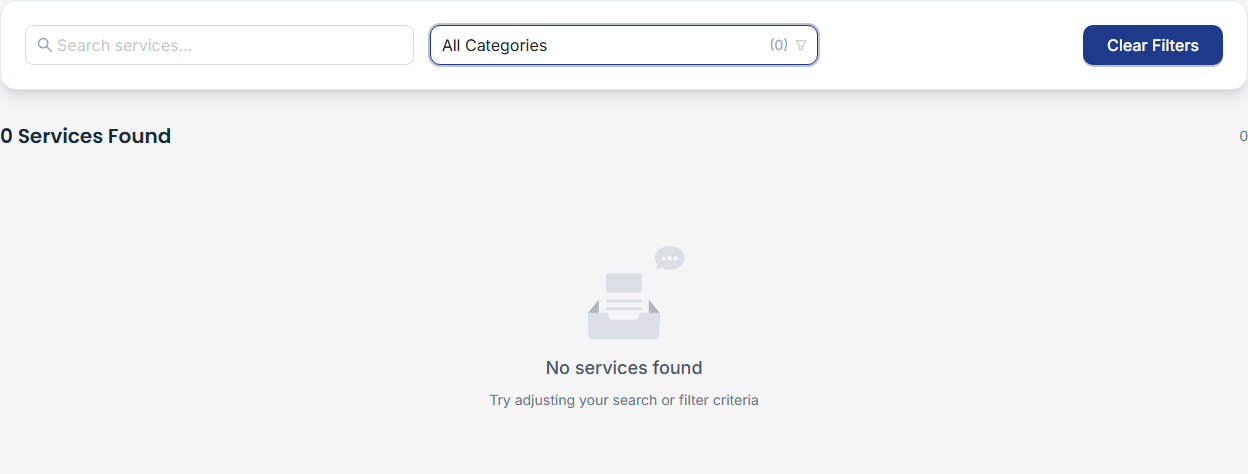 Search services...
All Categories (0)
Clear Filters
0 Services Found
0
No services found
Try adjusting your search or filter criteria